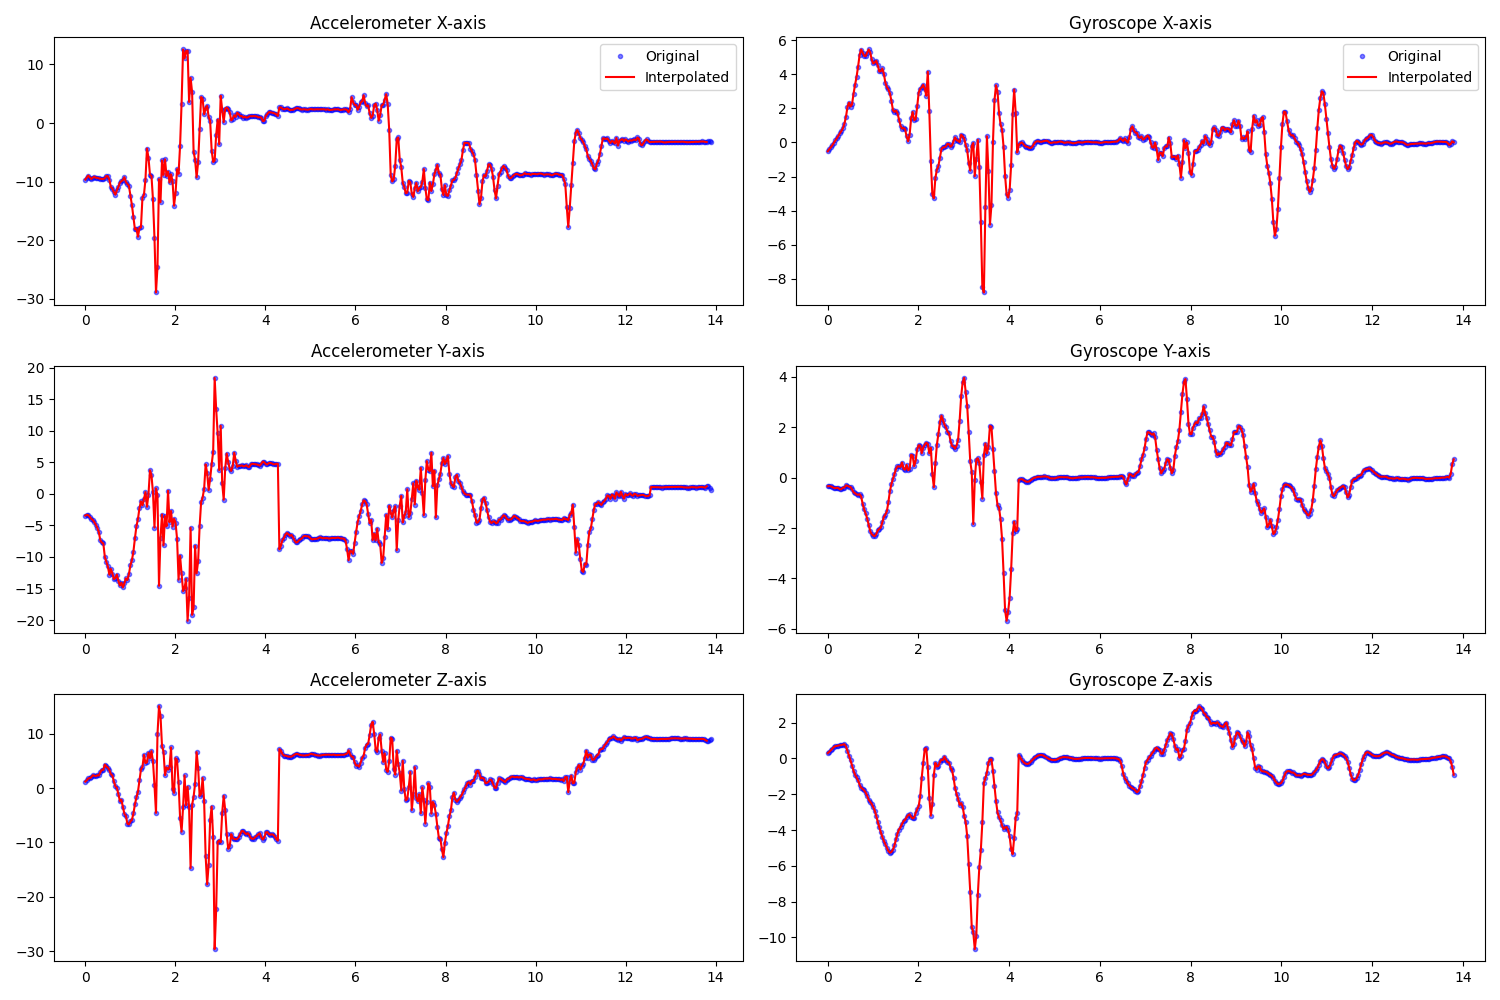 Accelerometer X-axis
Original
Interpolated
10
0
−10
−20
−30
0 2 4 6 8 10 12 14
Gyroscope X-axis
Original
Interpolated
6
4
2
0
−2
−4
−6
−8
0 2 4 6 8 10 12 14
Accelerometer Y-axis
20
15
10
5
0
−5
−10
−15
−20
0 2 4 6 8 10 12 14
Gyroscope Y-axis
4
2
0
−2
−4
−6
0 2 4 6 8 10 12 14
Accelerometer Z-axis
10
0
−10
−20
−30
0 2 4 6 8 10 12 14
Gyroscope Z-axis
2
0
−2
−4
−6
−8
−10
0 2 4 6 8 10 12 14